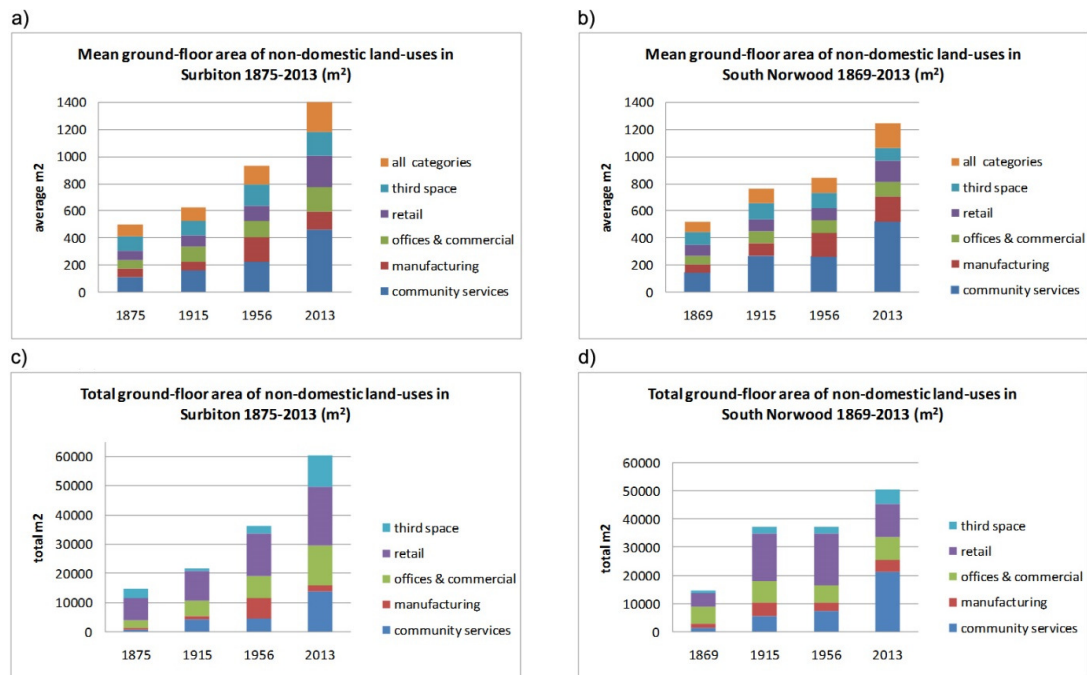 a)
Mean ground-floor area of non-domestic land-uses in
Surbiton 1875-2013 (m²)
average m2
1400
1200
1000
800
600
400
200
0
1875 1915 1956 2013
all categories
third space
retail
offices & commercial
manufacturing
community services
b)
Mean ground-floor area of non-domestic land-uses in
South Norwood 1869-2013 (m²)
average m2
1400
1200
1000
800
600
400
200
0
1869 1915 1956 2013
all categories
third space
retail
offices & commercial
manufacturing
community services
c)
Total ground-floor area of non-domestic land-uses in
Surbiton 1875-2013 (m²)
total m2
60000
50000
40000
30000
20000
10000
0
1875 1915 1956 2013
third space
retail
offices & commercial
manufacturing
community services
d)
Total ground-floor area of non-domestic land-uses in
South Norwood 1869-2013 (m²)
total m2
60000
50000
40000
30000
20000
10000
0
1869 1915 1956 2013
third space
retail
offices & commercial
manufacturing
community services